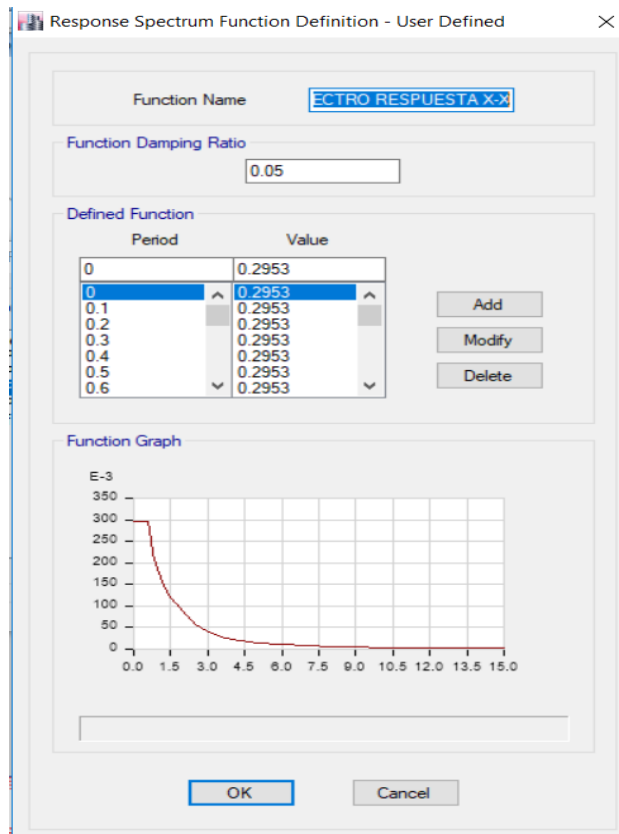 Response Spectrum Function Definition - User Defined
Function Name ECTRO RESPUESTA X-X
Function Damping Ratio
0.05
Defined Function
Period Value
0 0.2953
0 0.2953
0.1 0.2953
0.2 0.2953
0.3 0.2953
0.4 0.2953
0.5 0.2953
0.6 0.2953
Add
Modify
Delete
Function Graph
E-3
350
300
250
200
150
100
50
0
0.0 1.5 3.0 4.5 6.0 7.5 9.0 10.5 12.0 13.5 15.0
OK Cancel